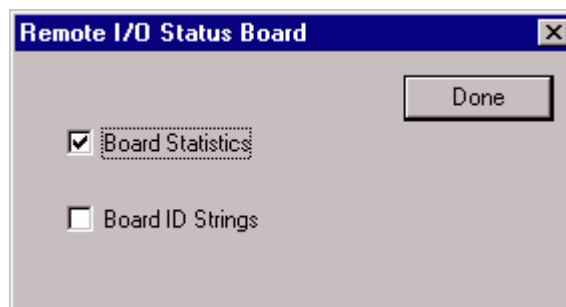 Remote I/O Status Board
Done
Board Statistics
Board ID Strings